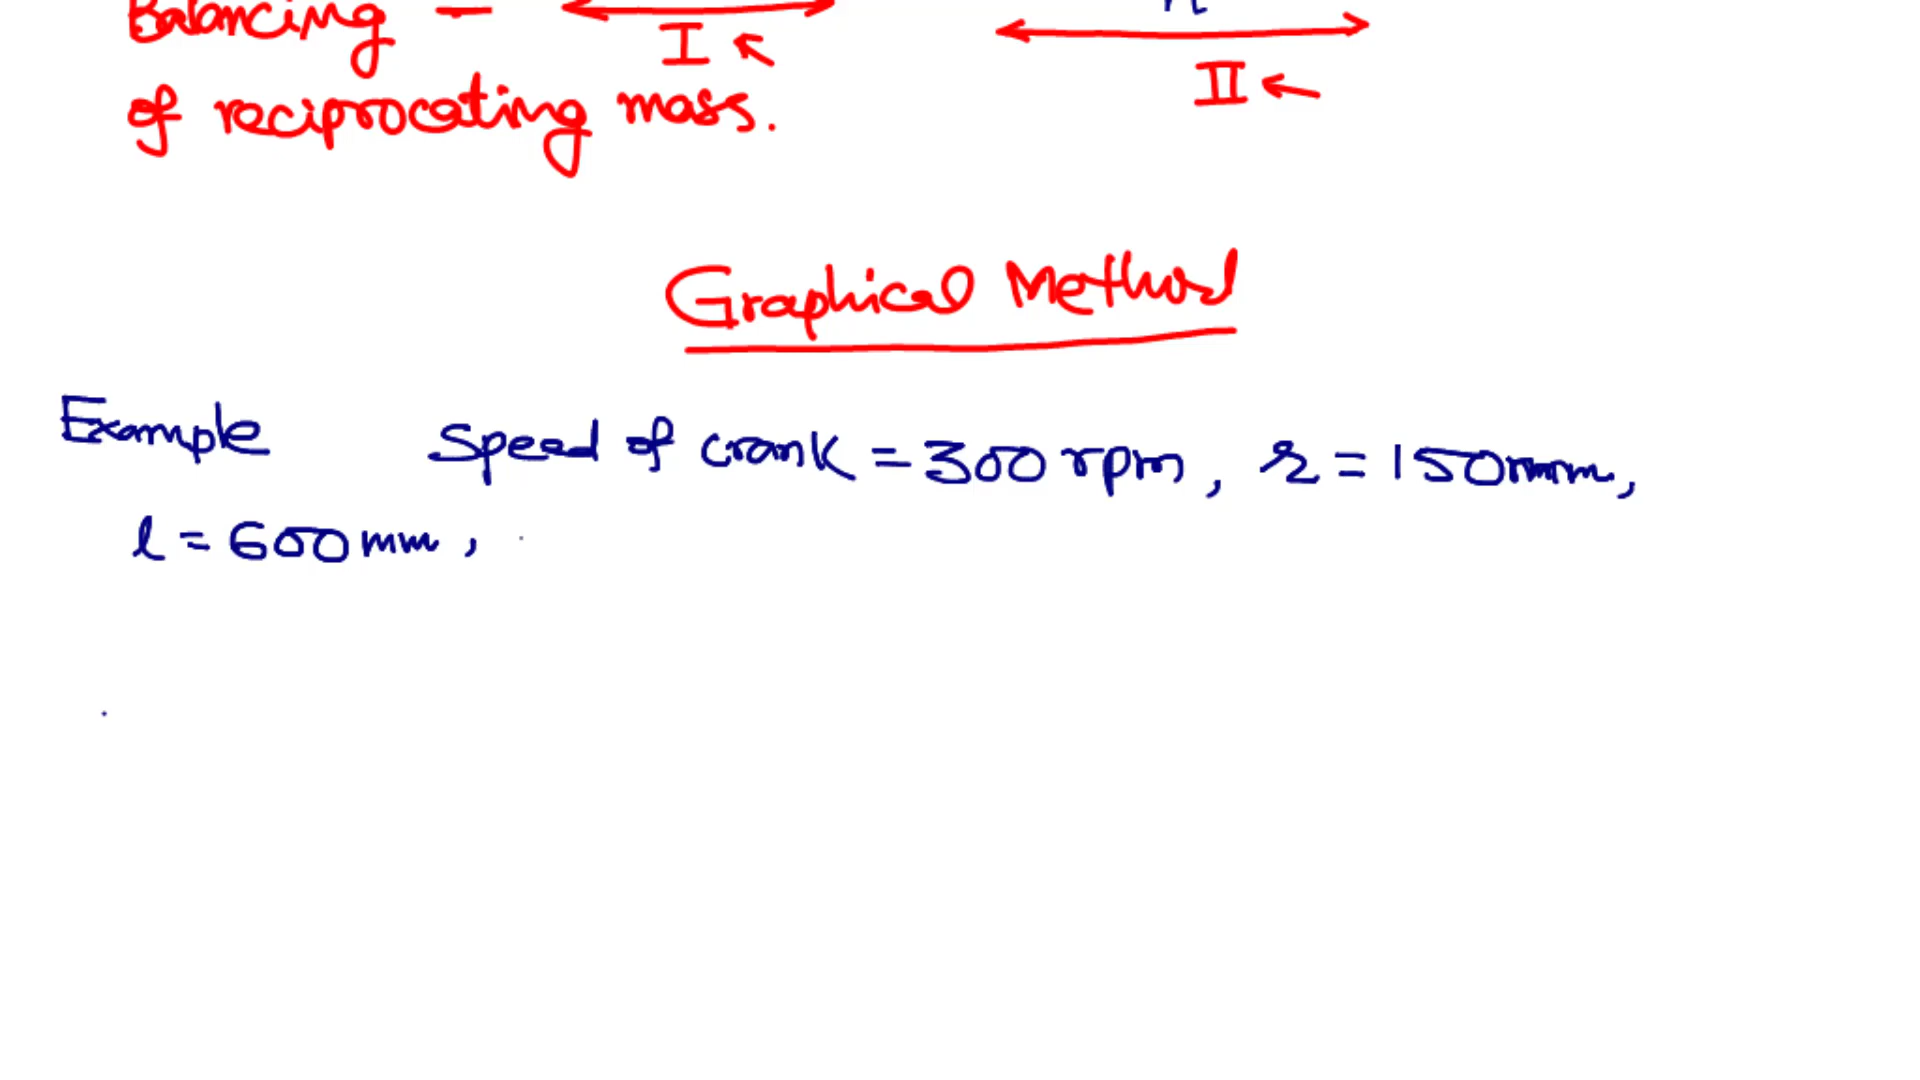 Balancing –
I
n
II
of reciprocating mass.
Graphical Method
Example Speed of crank = 300 rpm, r = 150mm,
l = 600mm,